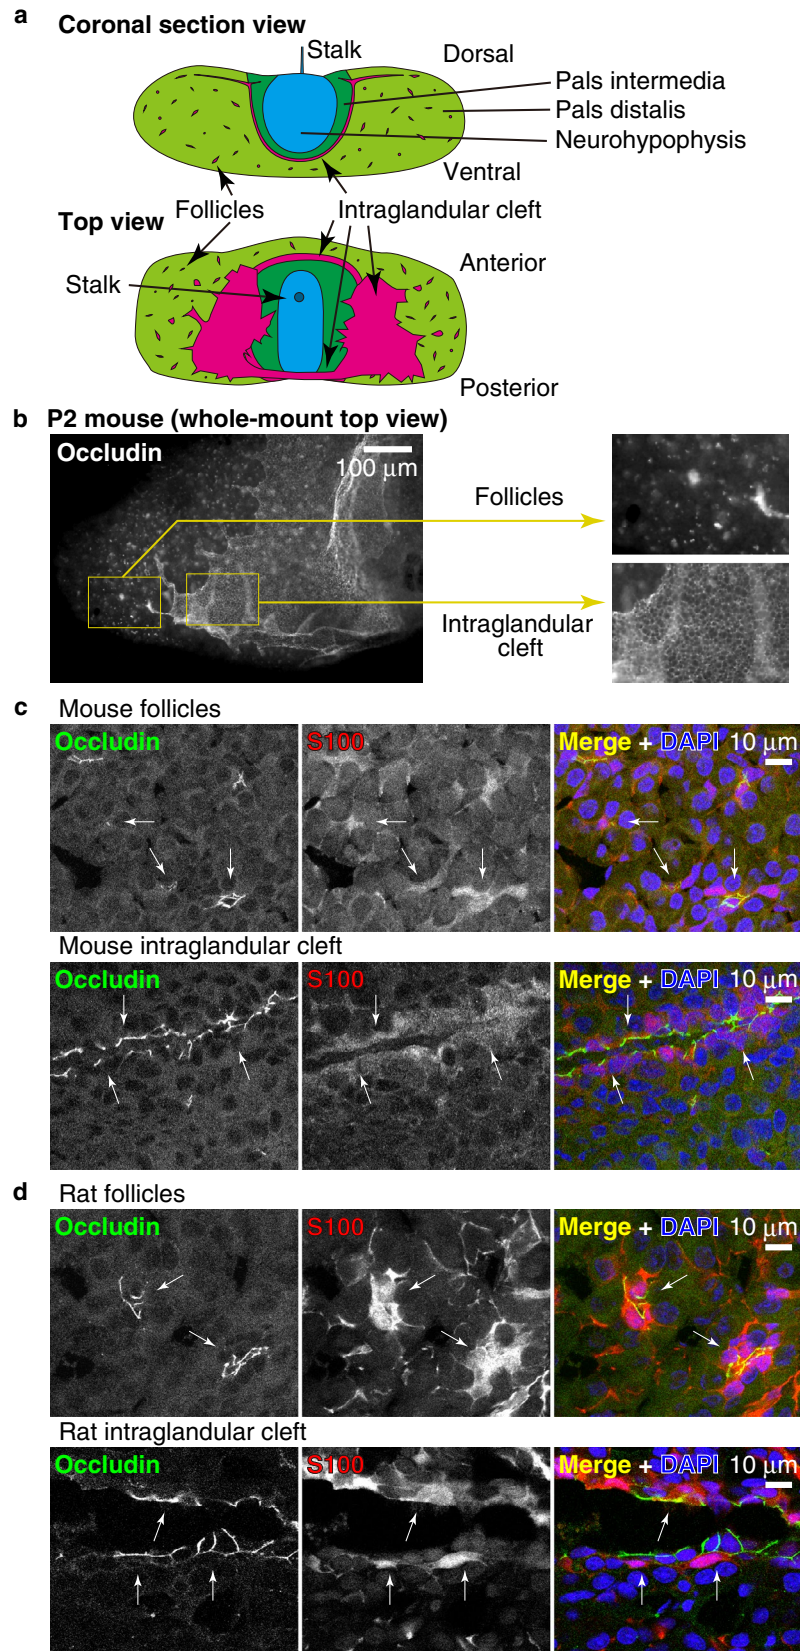 a
Coronal section view
Stalk
Dorsal
Pals intermedia
Pals distalis
Neurohypophysis
Ventral
Follicles
Intraglandular cleft
Top view
Anterior
Stalk
Posterior
b P2 mouse (whole-mount top view)
Occludin
100 μm
Follicles
Intraglandular
cleft
c Mouse follicles
Occludin
S100
Merge + DAPI 10 μm
Mouse intraglandular cleft
Occludin
S100
Merge + DAPI 10 μm
d Rat follicles
Occludin
S100
Merge + DAPI 10 μm
Rat intraglandular cleft
Occludin
S100
Merge + DAPI 10 μm